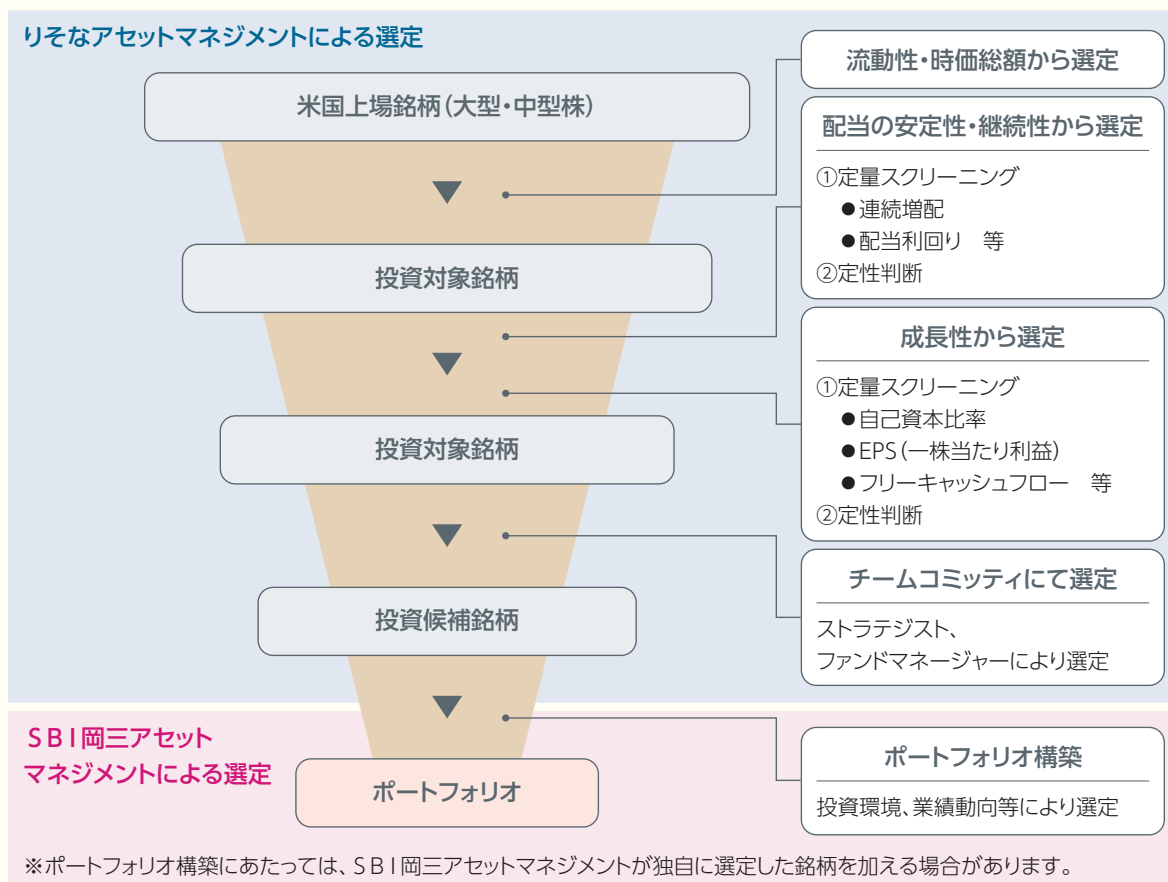 りそなアセットマネジメントによる選定
米国上場銘柄(大型・中型株)
投資対象銘柄
投資対象銘柄
投資候補銘柄
流動性・時価総額から選定
配当の安定性・継続性から選定
①定量スクリーニング
●連続増配
●配当利回り 等
②定性判断
成長性から選定
①定量スクリーニング
●自己資本比率
●EPS(一株当たり利益)
●フリーキャッシュフロー 等
②定性判断
チームコミッティにて選定
ストラテジスト、
ファンドマネージャーにより選定
SBI岡三アセット
マネジメントによる選定
ポートフォリオ
ポートフォリオ構築
投資環境、業績動向等により選定
※ポートフォリオ構築にあたっては、SBI岡三アセットマネジメントが独自に選定した銘柄を加える場合があります。